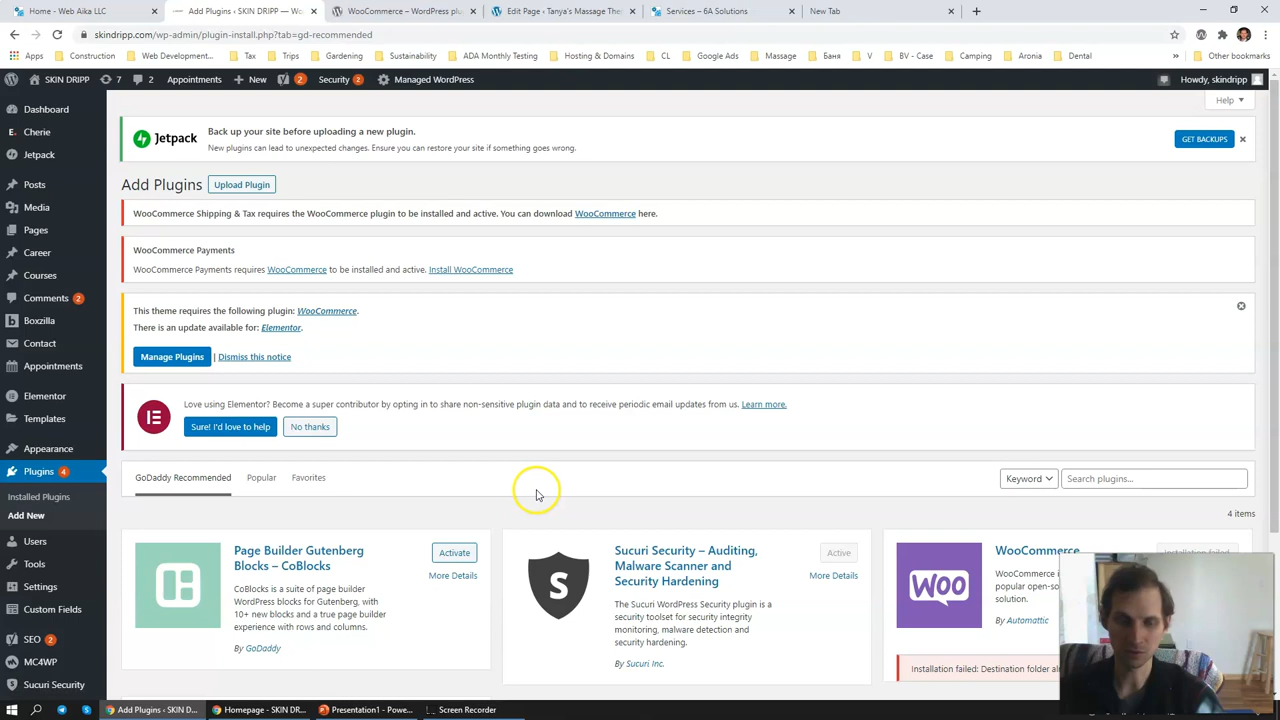 Home - Web Aika LLC
Add Plugins ‹ SKIN DRIPP — Wo
WooCommerce – WordPress plu
Edit Page ‹ Tanya's Massage The
Services – 6A Solutions
New Tab
skindripp.com/wp-admin/plugin-install.php?tab=gd-recommended
Apps
Construction
Web Development...
Tax
Trips
Gardening
Sustainability
ADA Monthly Testing
Hosting & Domains
CL
Google Ads
Massage
Баня
V
BV - Case
Camping
Aronia
Dental
Other bookmarks
SKIN DRIPP
7
2
Appointments
New
2
Security 2
Managed WordPress
Howdy, skindripp
Help
Dashboard
Cherie
Jetpack
Posts
Media
Pages
Career
Courses
Comments 2
Boxzilla
Contact
Appointments
Elementor
Templates
Appearance
Plugins 4
Installed Plugins
Add New
Users
Tools
Settings
Custom Fields
SEO 2
MC4WP
Sucuri Security
Jetpack
Back up your site before uploading a new plugin.
New plugins can lead to unexpected changes. Ensure you can restore your site if something goes wrong.
GET BACKUPS
Add Plugins
Upload Plugin
WooCommerce Shipping & Tax requires the WooCommerce plugin to be installed and active. You can download WooCommerce here.
WooCommerce Payments
WooCommerce Payments requires WooCommerce to be installed and active. Install WooCommerce
This theme requires the following plugin: WooCommerce.
There is an update available for: Elementor.
Manage Plugins | Dismiss this notice
Love using Elementor? Become a super contributor by opting in to share non-sensitive plugin data and to receive periodic email updates from us. Learn more.
Sure! I'd love to help
No thanks
GoDaddy Recommended
Popular
Favorites
Keyword
Search plugins...
4 items
Page Builder Gutenberg
Blocks – CoBlocks
Activate
More Details
CoBlocks is a suite of page builder
WordPress blocks for Gutenberg, with
10+ new blocks and a true page builder
experience with rows and columns.
By GoDaddy
S
Sucuri Security – Auditing,
Malware Scanner and
Security Hardening
Active
More Details
The Sucuri WordPress Security plugin is a
security toolset for security integrity
monitoring, malware detection and
security hardening.
By Sucuri Inc.
Woo
WooCommerce
Installation failed
WooCommerce i
popular open-so
solution.
By Automattic
Installation failed: Destination folder al
Add Plugins ‹ SKIN D...
Homepage – SKIN DR...
Presentation1 - Powe...
Screen Recorder